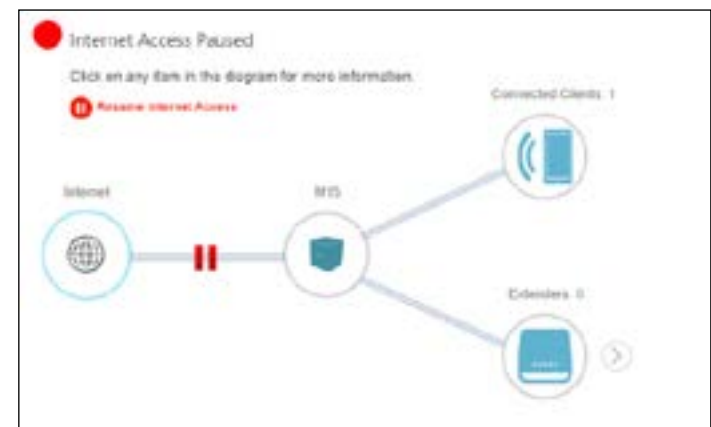 Internet Access Paused
Click on any item in the diagram for more information.
Resume Internet Access
Connected Clients: 1
Internet
M15
Extenders: 0